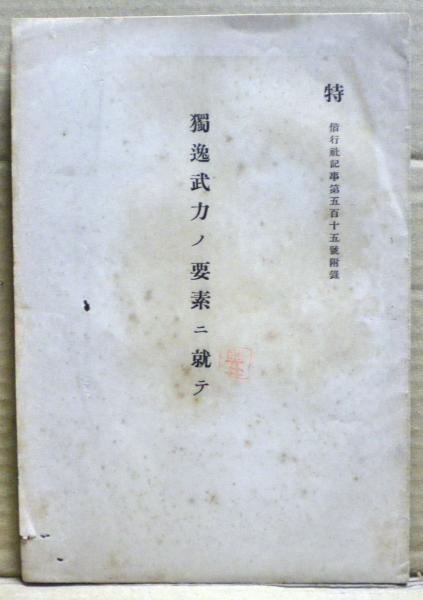 特
偕行社記事第五百十五號附錄
獨逸武力ノ要素ニ就テ